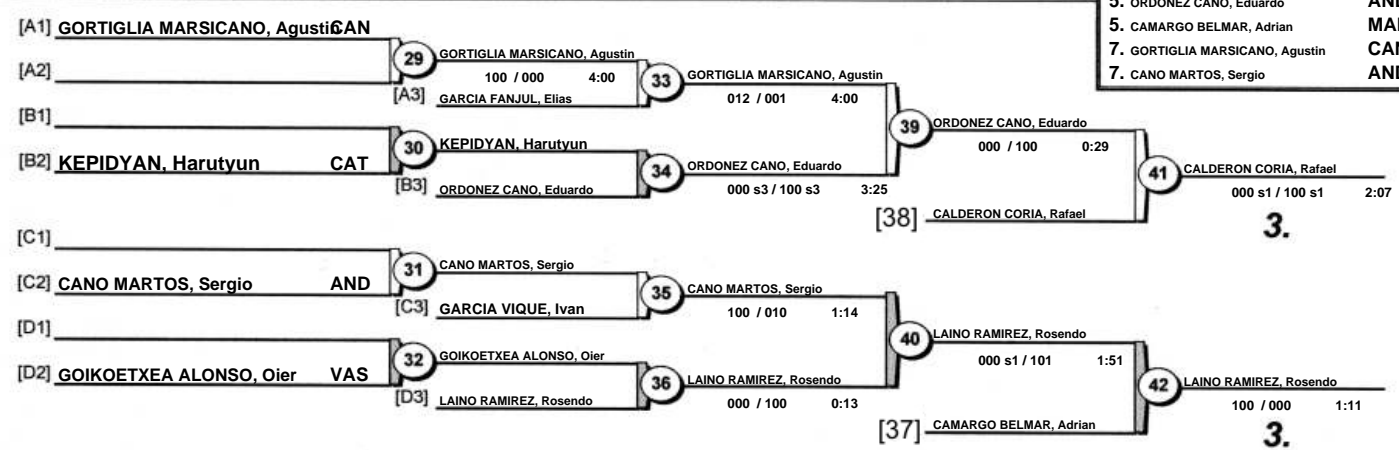 5. ORDONEZ CANO, Eduardo
5. CAMARGO BELMAR, Adrian
7. GORTIGLIA MARSICANO, Agustin
7. CANO MARTOS, Sergio
[A1] GORTIGLIA MARSICANO, Agustin CAN
29 GORTIGLIA MARSICANO, Agustin
[A2] 100 / 000 4:00
33 GORTIGLIA MARSICANO, Agustin
[A3] GARCIA FANJUL, Elias
012 / 001 4:00
[B1]
39 ORDONEZ CANO, Eduardo
30 KEPIDYAN, Harutyun
000 / 100 0:29
[B2] KEPIDYAN, Harutyun CAT
34 ORDONEZ CANO, Eduardo
41 CALDERON CORIA, Rafael
[B3] ORDONEZ CANO, Eduardo
000 s3 / 100 s3 3:25
000 s1 / 100 s1 2:07
[38] CALDERON CORIA, Rafael
3.
[C1]
31 CANO MARTOS, Sergio
[C2] CANO MARTOS, Sergio AND
35 CANO MARTOS, Sergio
[C3] GARCIA VIQUE, Ivan
100 / 010 1:14
[D1]
40 LAINO RAMIREZ, Rosendo
32 GOIKOETXEA ALONSO, Oier
000 s1 / 101 1:51
[D2] GOIKOETXEA ALONSO, Oier VAS
36 LAINO RAMIREZ, Rosendo
42 LAINO RAMIREZ, Rosendo
[D3] LAINO RAMIREZ, Rosendo
000 / 100 0:13
100 / 000 1:11
[37] CAMARGO BELMAR, Adrian
3.